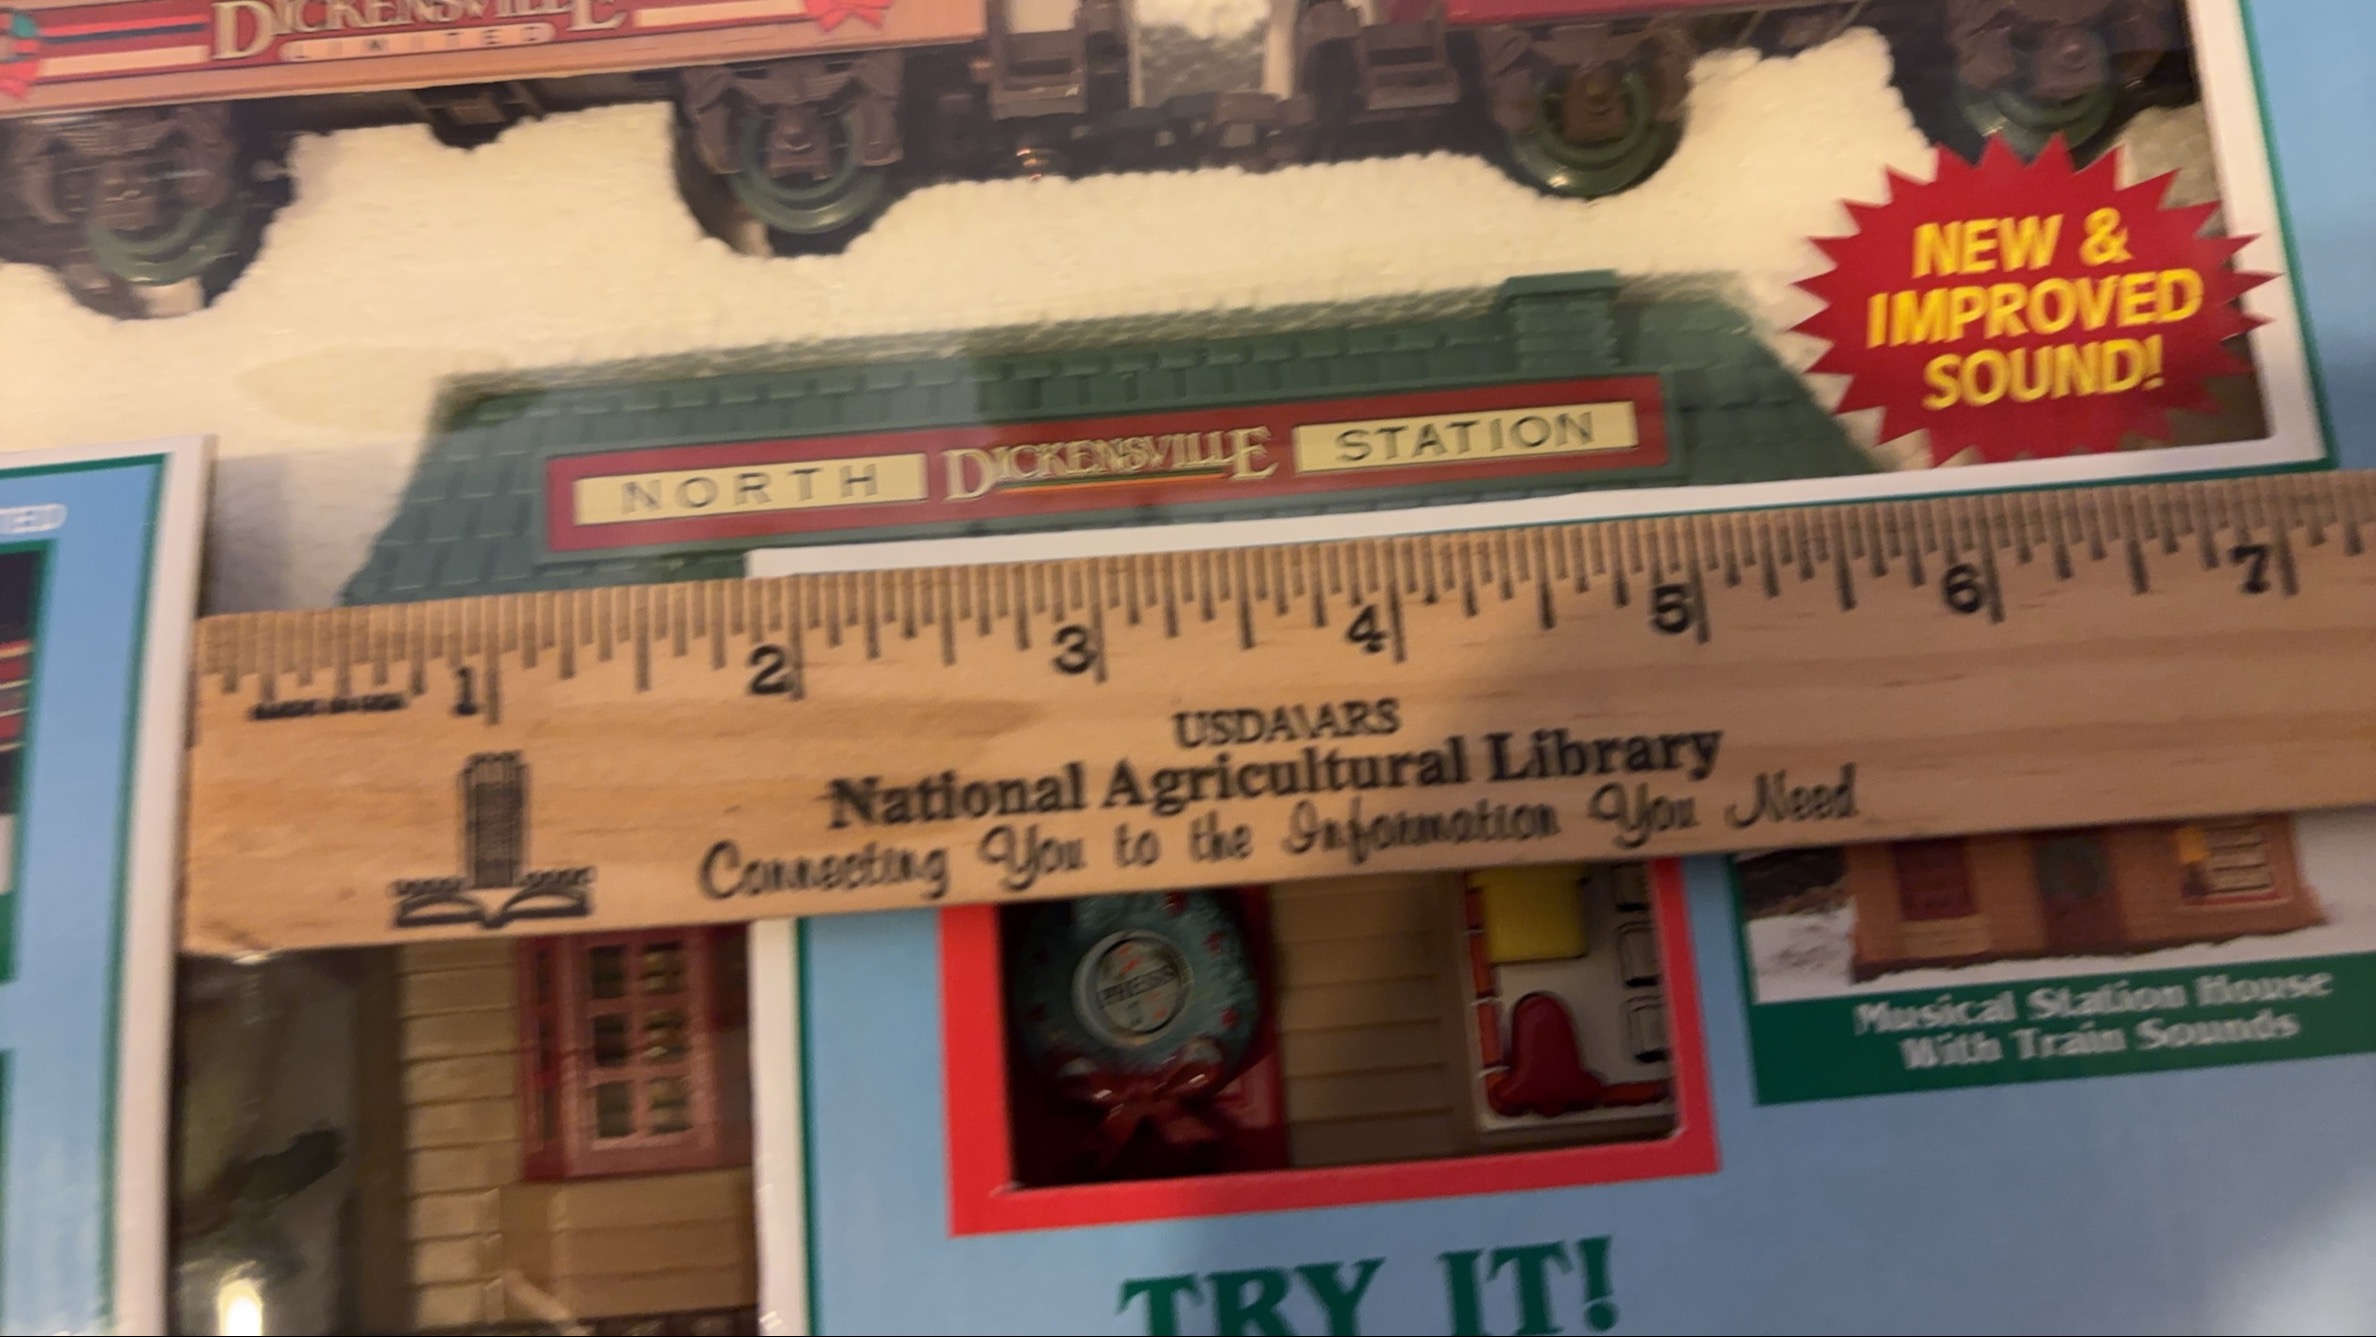 DICKENSVILLE
LIMITED
NEW &
IMPROVED
SOUND!
NORTH DICKENSVILLE STATION
1 2 3 4 5 6 7
USDA\ARS
National Agricultural Library
Connecting You to the Information You Need
PRESS
Musical Station House
With Train Sounds
TRY IT!